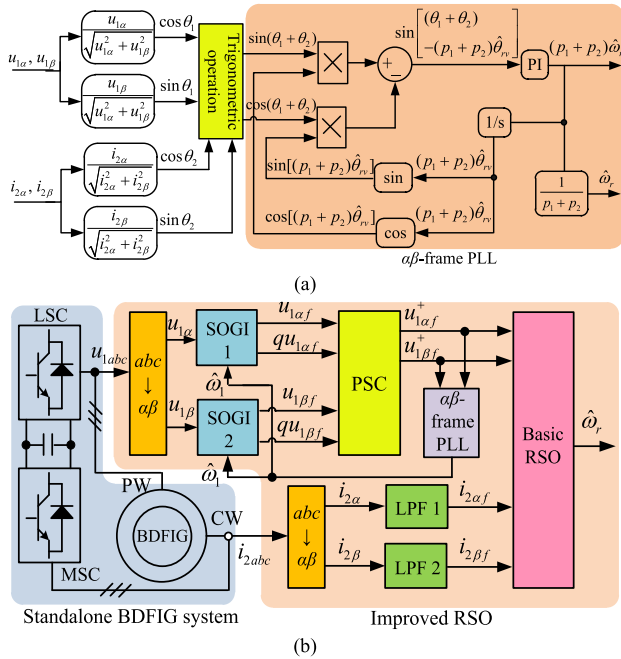 (a)
u₁α, u₁β
u₁α / √(u₁α² + u₁β²)
cos θ₁
u₁β / √(u₁α² + u₁β²)
sin θ₁
i₂α, i₂β
i₂α / √(i₂α² + i₂β²)
cos θ₂
i₂β / √(i₂α² + i₂β²)
sin θ₂
Trigonometric
operation
sin(θ₁ + θ₂)
cos(θ₁ + θ₂)
×
×
+
−
sin[(θ₁ + θ₂)
−(p₁ + p₂)θ̂rv]
PI
1/s
1 / (p₁ + p₂)
ω̂r
sin[(p₁ + p₂)θ̂rv]
sin
(p₁ + p₂)θ̂rv
cos[(p₁ + p₂)θ̂rv]
cos
(p₁ + p₂)θ̂rv
αβ-frame PLL
(a)
LSC
u₁abc
abc
↓
αβ
u₁α
u₁β
SOGI
1
SOGI
2
ω̂₁
ω̂₁
u₁αf
qu₁αf
u₁βf
qu₁βf
PSC
u⁺₁αf
u⁺₁βf
αβ-
frame
PLL
Basic
RSO
ω̂r
PW
BDFIG
CW
MSC
i₂abc
abc
↓
αβ
i₂α
i₂β
LPF 1
LPF 2
i₂αf
i₂βf
Standalone BDFIG system
Improved RSO
(b)